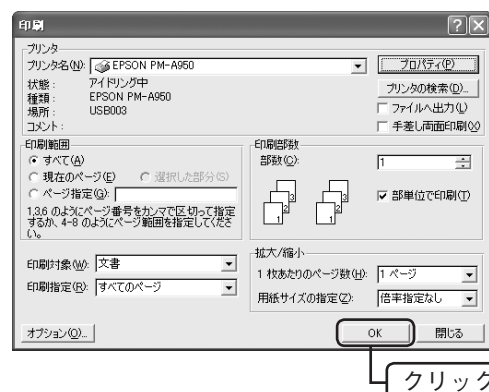 印刷
プリンタ
プリンタ名(N): EPSON PM-A950 プロパティ(P)
状態: アイドリング中 プリンタの検索(D)...
種類: EPSON PM-A950
場所: USB003 ファイルへ出力(L)
コメント: 手差し両面印刷(X)
印刷範囲 印刷部数
すべて(A) 部数(C): 1
現在のページ(E) 選択した部分(S)
ページ指定(G): 部単位で印刷(T)
1,3,6 のようにページ番号をカンマで区切って指定
するか、4-8 のようにページ範囲を指定してくださ
い。
拡大/縮小
印刷対象(W): 文書 1 枚あたりのページ数(H): 1 ページ
印刷指定(R): すべてのページ 用紙サイズの指定(Z): 倍率指定なし
オプション(O)... OK 閉じる
クリック